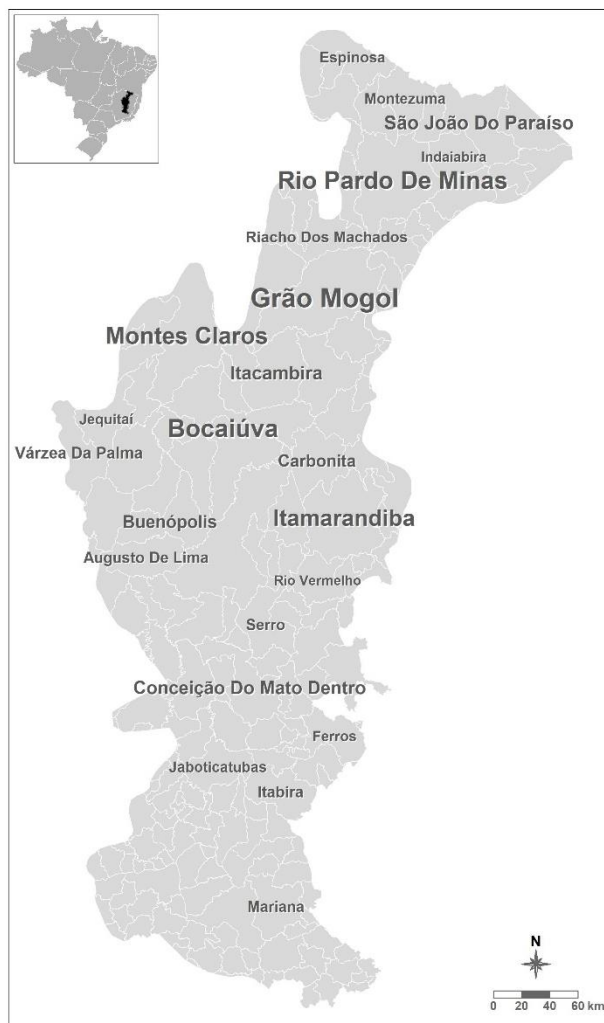 Espinosa
Montezuma
São João Do Paraíso
Indaiabira
Rio Pardo De Minas
Riacho Dos Machados
Grão Mogol
Montes Claros
Itacambira
Jequitaí
Bocaiúva
Várzea Da Palma
Carbonita
Buenópolis
Itamarandiba
Augusto De Lima
Rio Vermelho
Serro
Conceição Do Mato Dentro
Ferros
Jaboticatubas
Itabira
Mariana
N
0 20 40 60 km